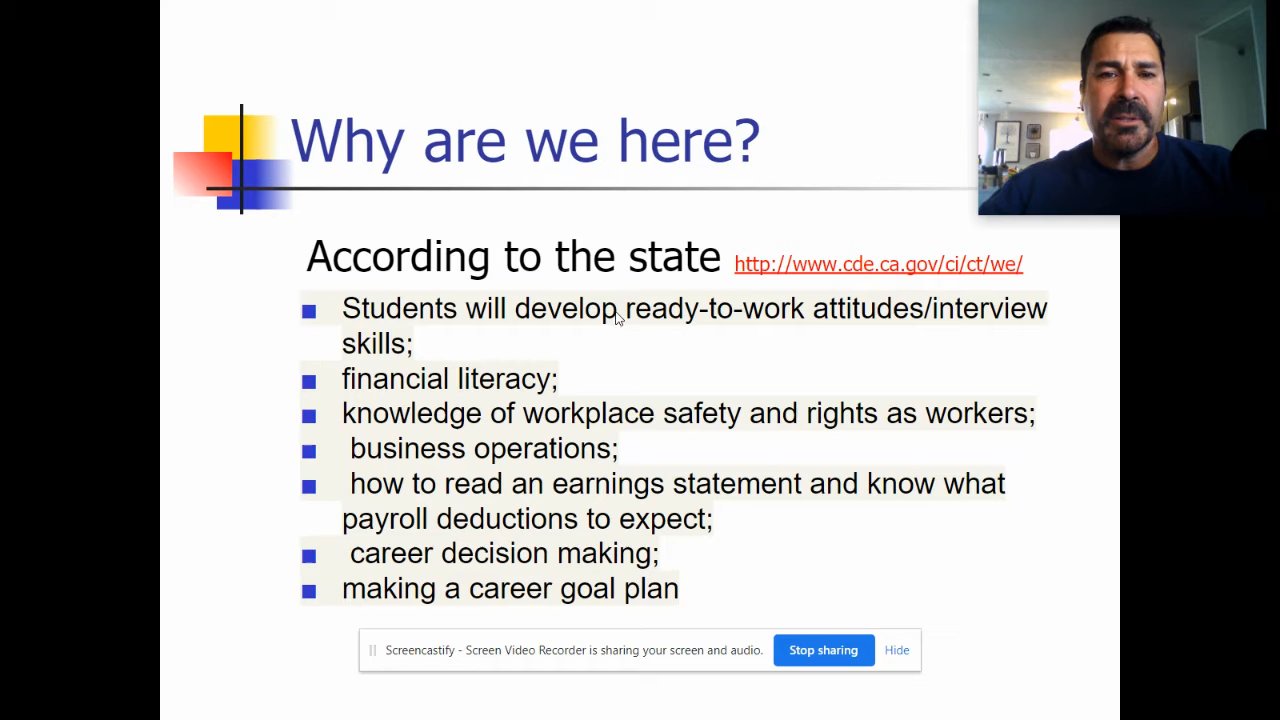 Why are we here?
According to the state http://www.cde.ca.gov/ci/ct/we/
Students will develop ready-to-work attitudes/interview
skills;
financial literacy;
knowledge of workplace safety and rights as workers;
business operations;
how to read an earnings statement and know what
payroll deductions to expect;
career decision making;
making a career goal plan
Screencastify - Screen Video Recorder is sharing your screen and audio. Stop sharing Hide